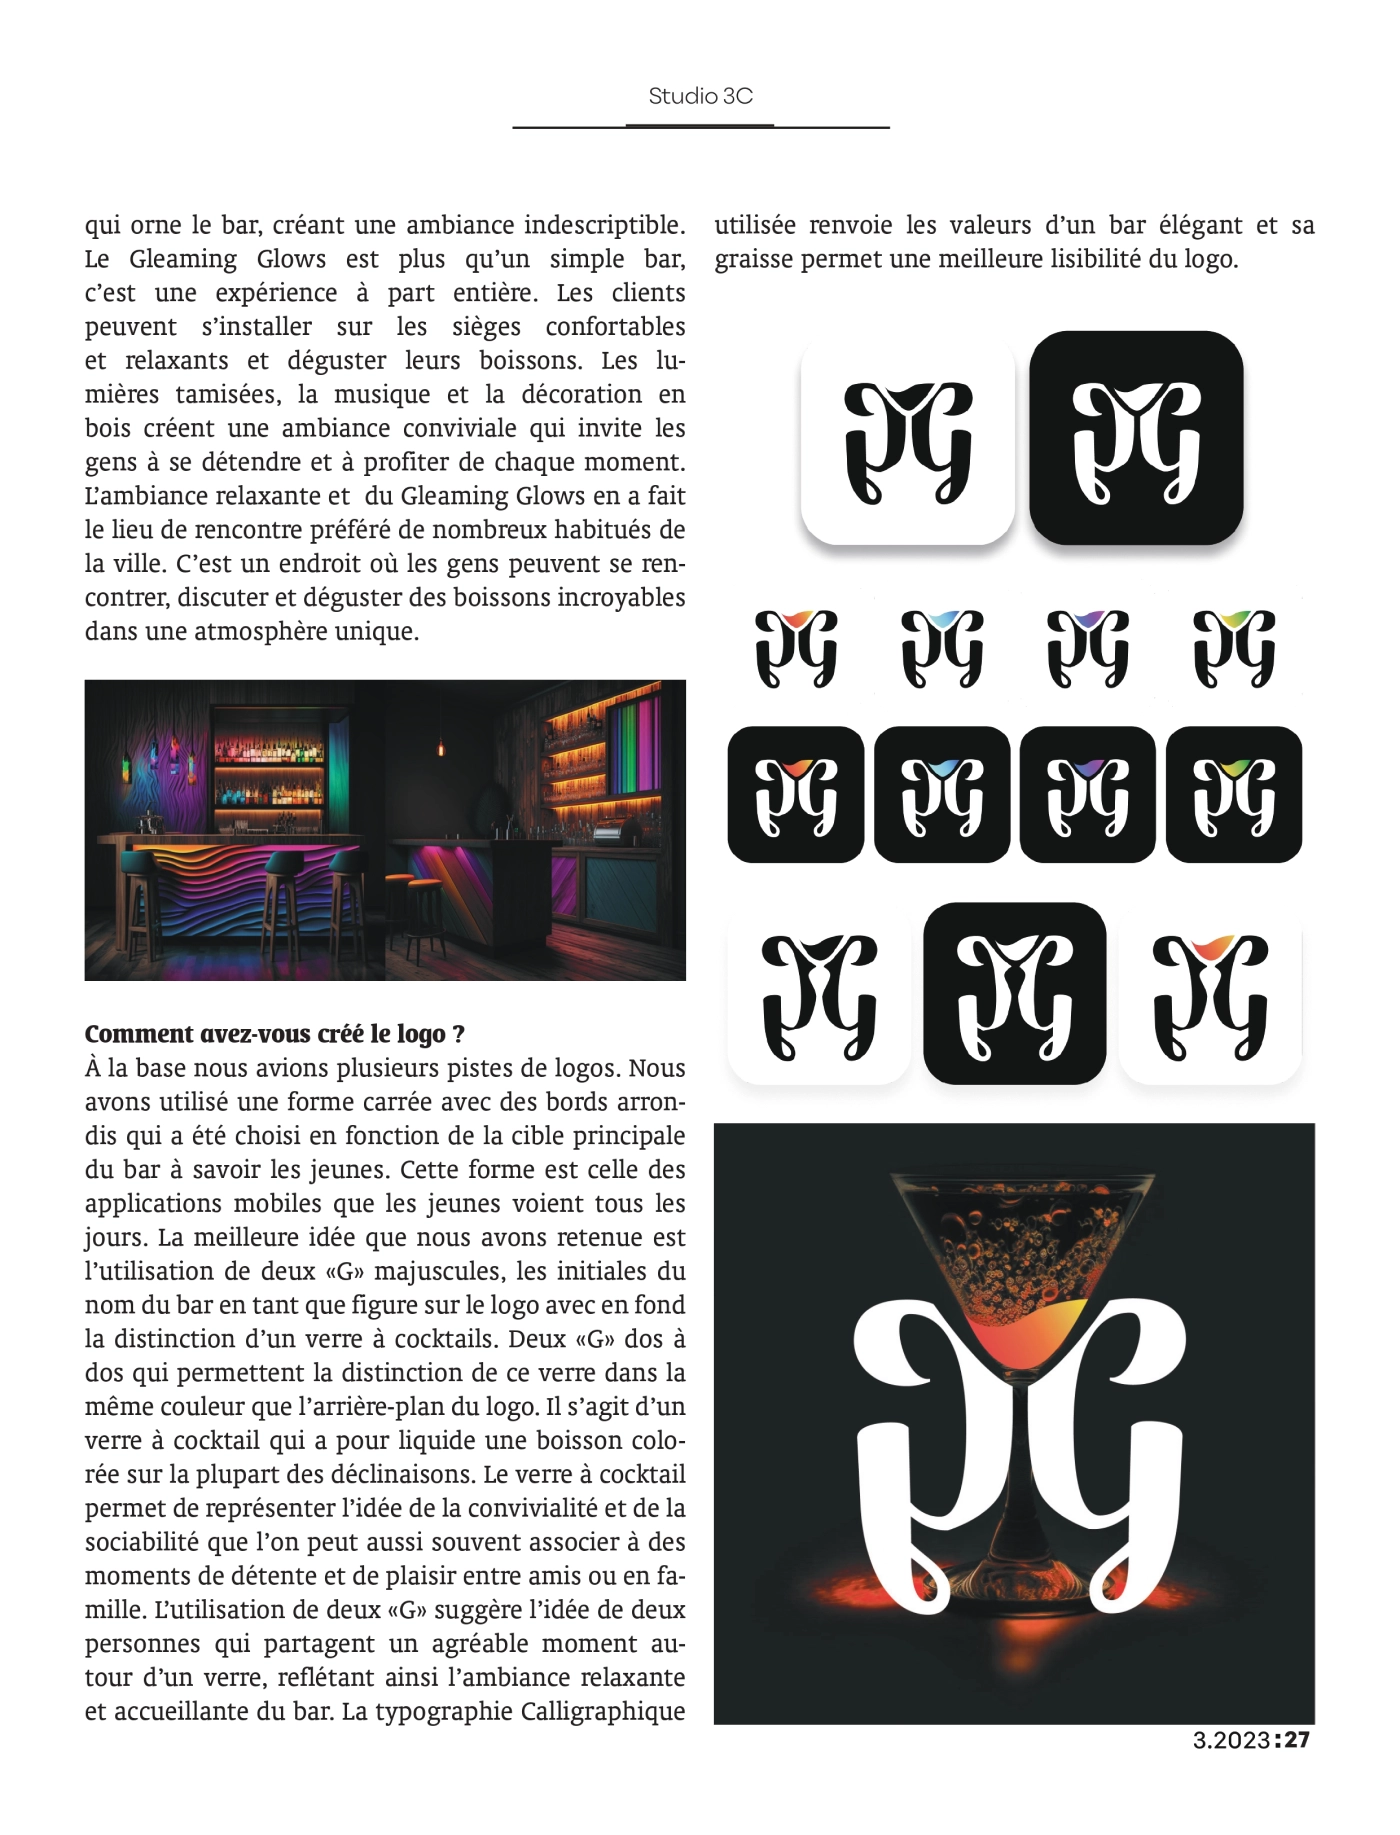 Studio 3C
qui orne le bar, créant une ambiance indescriptible.
Le Gleaming Glows est plus qu’un simple bar,
c’est une expérience à part entière. Les clients
peuvent s’installer sur les sièges confortables
et relaxants et déguster leurs boissons. Les lu-
mières tamisées, la musique et la décoration en
bois créent une ambiance conviviale qui invite les
gens à se détendre et à profiter de chaque moment.
L’ambiance relaxante et  du Gleaming Glows en a fait
le lieu de rencontre préféré de nombreux habitués de
la ville. C’est un endroit où les gens peuvent se ren-
contrer, discuter et déguster des boissons incroyables
dans une atmosphère unique.
Comment avez-vous créé le logo ?
À la base nous avions plusieurs pistes de logos. Nous
avons utilisé une forme carrée avec des bords arron-
dis qui a été choisi en fonction de la cible principale
du bar à savoir les jeunes. Cette forme est celle des
applications mobiles que les jeunes voient tous les
jours. La meilleure idée que nous avons retenue est
l’utilisation de deux «G» majuscules, les initiales du
nom du bar en tant que figure sur le logo avec en fond
la distinction d’un verre à cocktails. Deux «G» dos à
dos qui permettent la distinction de ce verre dans la
même couleur que l’arrière-plan du logo. Il s’agit d’un
verre à cocktail qui a pour liquide une boisson colo-
rée sur la plupart des déclinaisons. Le verre à cocktail
permet de représenter l’idée de la convivialité et de la
sociabilité que l’on peut aussi souvent associer à des
moments de détente et de plaisir entre amis ou en fa-
mille. L’utilisation de deux «G» suggère l’idée de deux
personnes qui partagent un agréable moment au-
tour d’un verre, reflétant ainsi l’ambiance relaxante
et accueillante du bar. La typographie Calligraphique
utilisée renvoie les valeurs d’un bar élégant et sa
graisse permet une meilleure lisibilité du logo.
3.2023:27